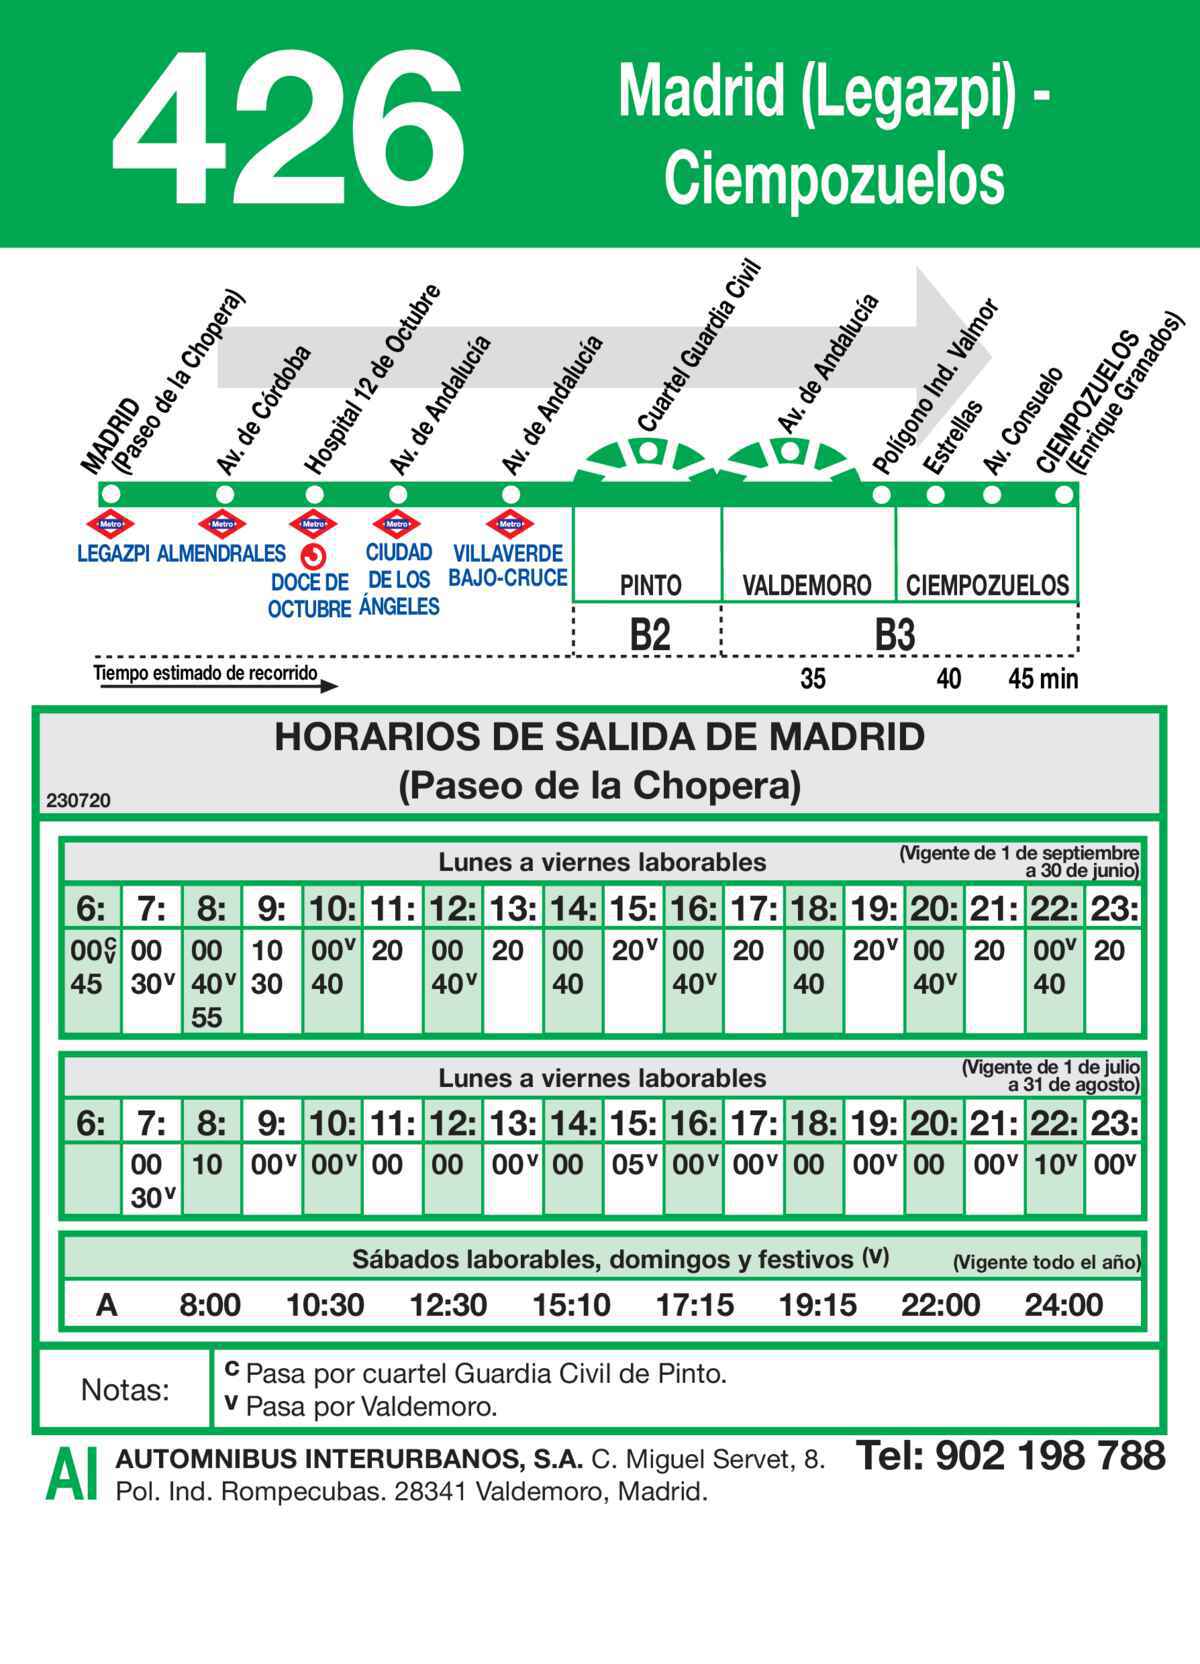 426
Madrid (Legazpi) -
Ciempozuelos
MADRID
(Paseo de la Chopera)
Av. de Córdoba
Hospital 12 de Octubre
Av. de Andalucía
Av. de Andalucía
Cuartel Guardia Civil
Av. de Andalucía
Polígono Ind. Valmor
Estrellas
Av. Consuelo
CIEMPOZUELOS
(Enrique Granados)
Metro Metro Metro Metro Metro
LEGAZPI
ALMENDRALES
DOCE DE
OCTUBRE
CIUDAD
DE LOS
ÁNGELES
VILLAVERDE
BAJO-CRUCE
PINTO VALDEMORO CIEMPOZUELOS
B2 B3
Tiempo estimado de recorrido 35 40 45 min
HORARIOS DE SALIDA DE MADRID
(Paseo de la Chopera)
230720
Lunes a viernes laborables
(Vigente de 1 de septiembre
a 30 de junio)
6: 7: 8: 9: 10: 11: 12: 13: 14: 15: 16: 17: 18: 19: 20: 21: 22: 23:
00 C V 00 00 10 00 V 20 00 20 00 20 V 00 20 00 20 V 00 20 00 V 20
45 30 V 40 V 30 40 40 V 40 40 V 40 40 V 40
55
Lunes a viernes laborables
(Vigente de 1 de julio
a 31 de agosto)
6: 7: 8: 9: 10: 11: 12: 13: 14: 15: 16: 17: 18: 19: 20: 21: 22: 23:
00 10 00 V 00 V 00 00 00 V 00 05 V 00 V 00 V 00 00 V 00 00 V 10 V 00 V
30 V
Sábados laborables, domingos y festivos (V) (Vigente todo el año)
A 8:00 10:30 12:30 15:10 17:15 19:15 22:00 24:00
Notas:
C Pasa por cuartel Guardia Civil de Pinto.
V Pasa por Valdemoro.
AI
AUTOMNIBUS INTERURBANOS, S.A. C. Miguel Servet, 8.
Pol. Ind. Rompecubas. 28341 Valdemoro, Madrid.
Tel: 902 198 788